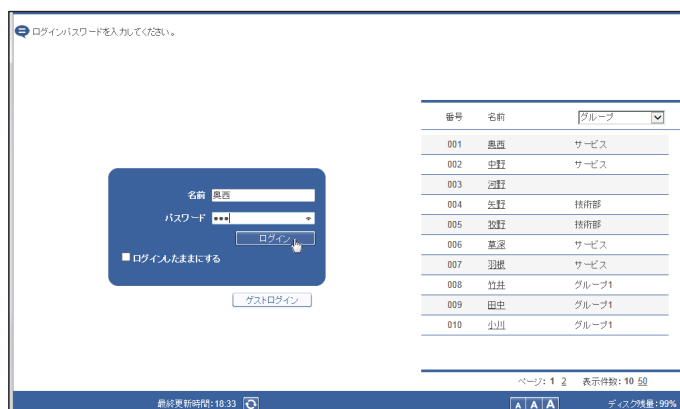 ログインパスワードを入力してください。
名前 奥西
パスワード •••
ログイン
ログインしたままにする
ゲストログイン
番号 名前 グループ
001 奥西 サービス
002 中野 サービス
003 河野
004 矢野 技術部
005 牧野 技術部
006 草深 サービス
007 羽根 サービス
008 竹井 グループ1
009 田中 グループ1
010 小川 グループ1
ページ: 1 2 表示件数: 10 50
最終更新時間:18:33
A A A
ディスク残量:99%